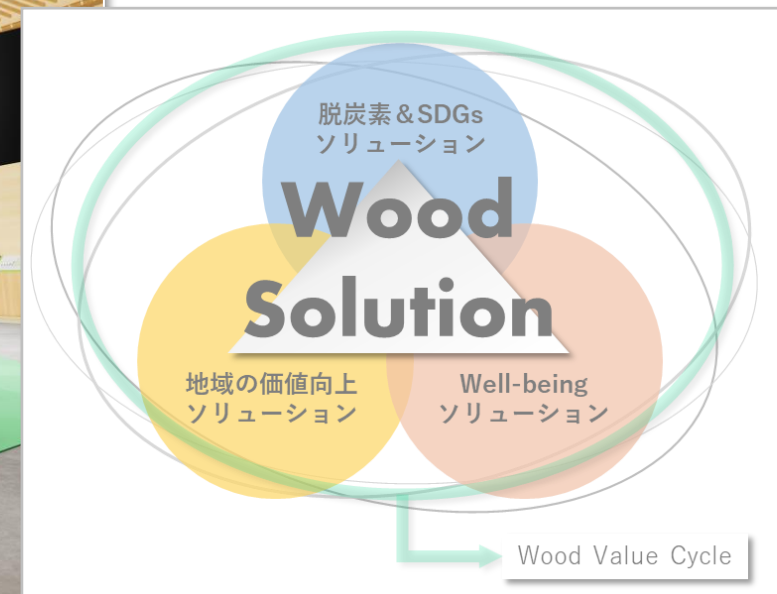 脱炭素＆SDGs
ソリューション
Wood
Solution
地域の価値向上
ソリューション
Well-being
ソリューション
Wood Value Cycle